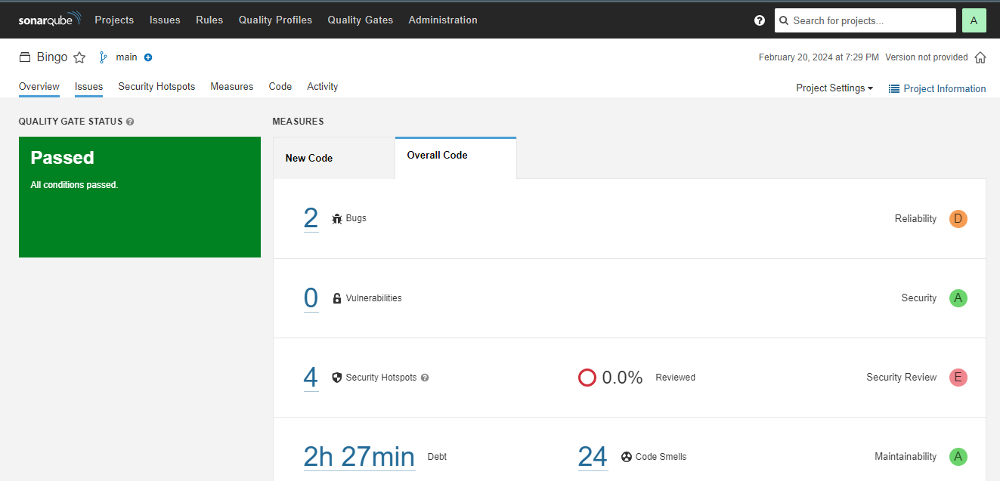 sonarqube Projects Issues Rules Quality Profiles Quality Gates Administration ? Search for projects... A
Bingo main February 20, 2024 at 7:29 PM Version not provided
Overview Issues Security Hotspots Measures Code Activity Project Settings Project Information
QUALITY GATE STATUS ? MEASURES
Passed
All conditions passed.
New Code Overall Code
2 Bugs Reliability D
0 Vulnerabilities Security A
4 Security Hotspots ? 0.0% Reviewed Security Review E
2h 27min Debt 24 Code Smells Maintainability A